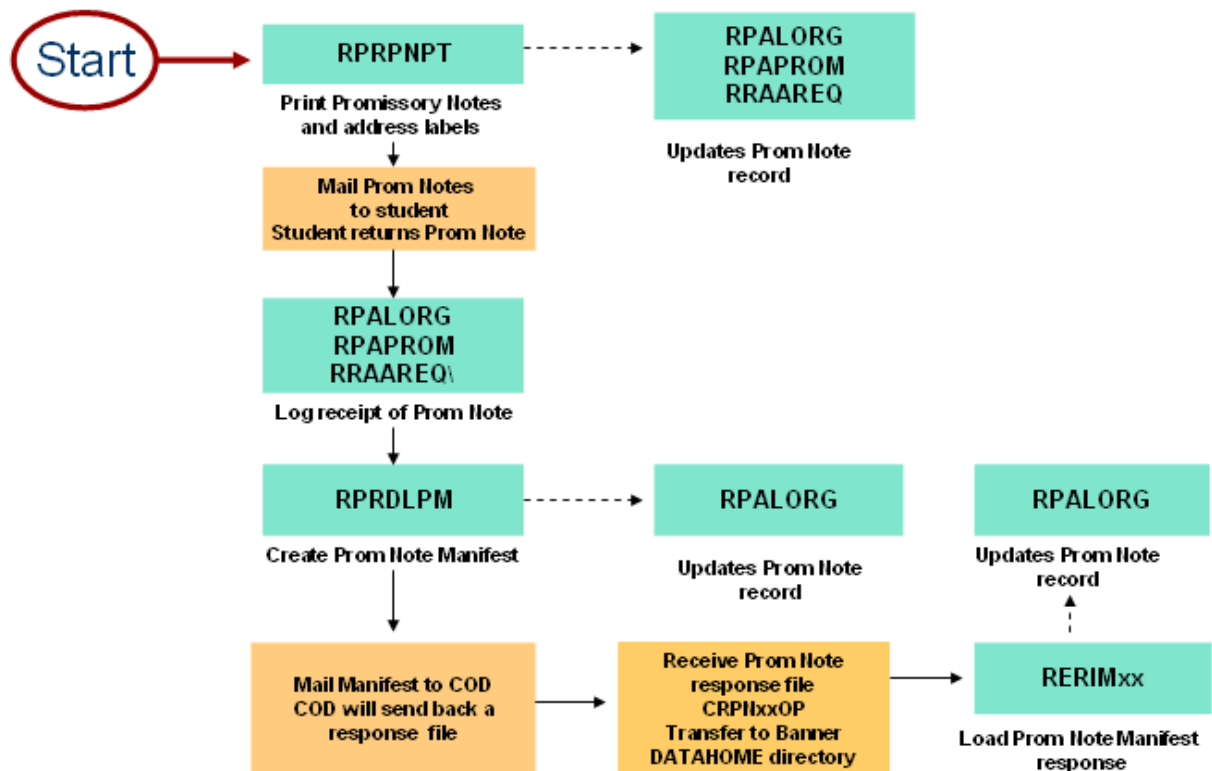 Start
RPRPNPT
Print Promissory Notes
and address labels
RPALORG
RPAPROM
RRAAREQ
Updates Prom Note
record
Mail Prom Notes
to student
Student returns Prom Note
RPALORG
RPAPROM
RRAAREQ\
Log receipt of Prom Note
RPRDLPM
Create Prom Note Manifest
RPALORG
Updates Prom Note
record
RPALORG
Updates Prom Note
record
Mail Manifest to COD
COD will send back a
response file
Receive Prom Note
response file
CRPNxxOP
Transfer to Banner
DATAHOME directory
RERIMxx
Load Prom Note Manifest
response